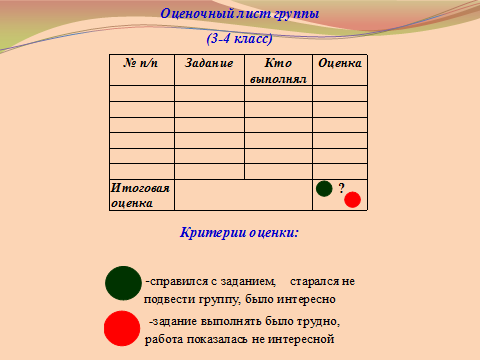 Оценочный лист группы
(3-4 класс)
№ п/п Задание Кто Оценка
выполнял
Итоговая ?
оценка
Критерии оценки:
-справился с заданием, старался не
подвести группу, было интересно
-задание выполнять было трудно,
работа показалась не интересной